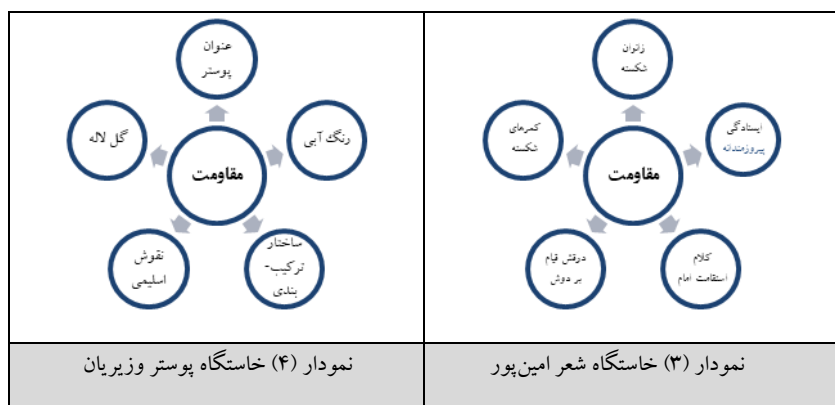 زانوان
شکسته
ایستادگی
پیروزمندانه
کلام
استقامت امام
درفش قیام
بر دوش
کمرهای
شکسته
مقاومت
نمودار (۳) خاستگاه شعر امین‌پور
عنوان
پوستر
رنگ آبی
ساختار
ترکیب-
بندی
نقوش
اسلیمی
گل لاله
مقاومت
نمودار (۴) خاستگاه پوستر وزیریان